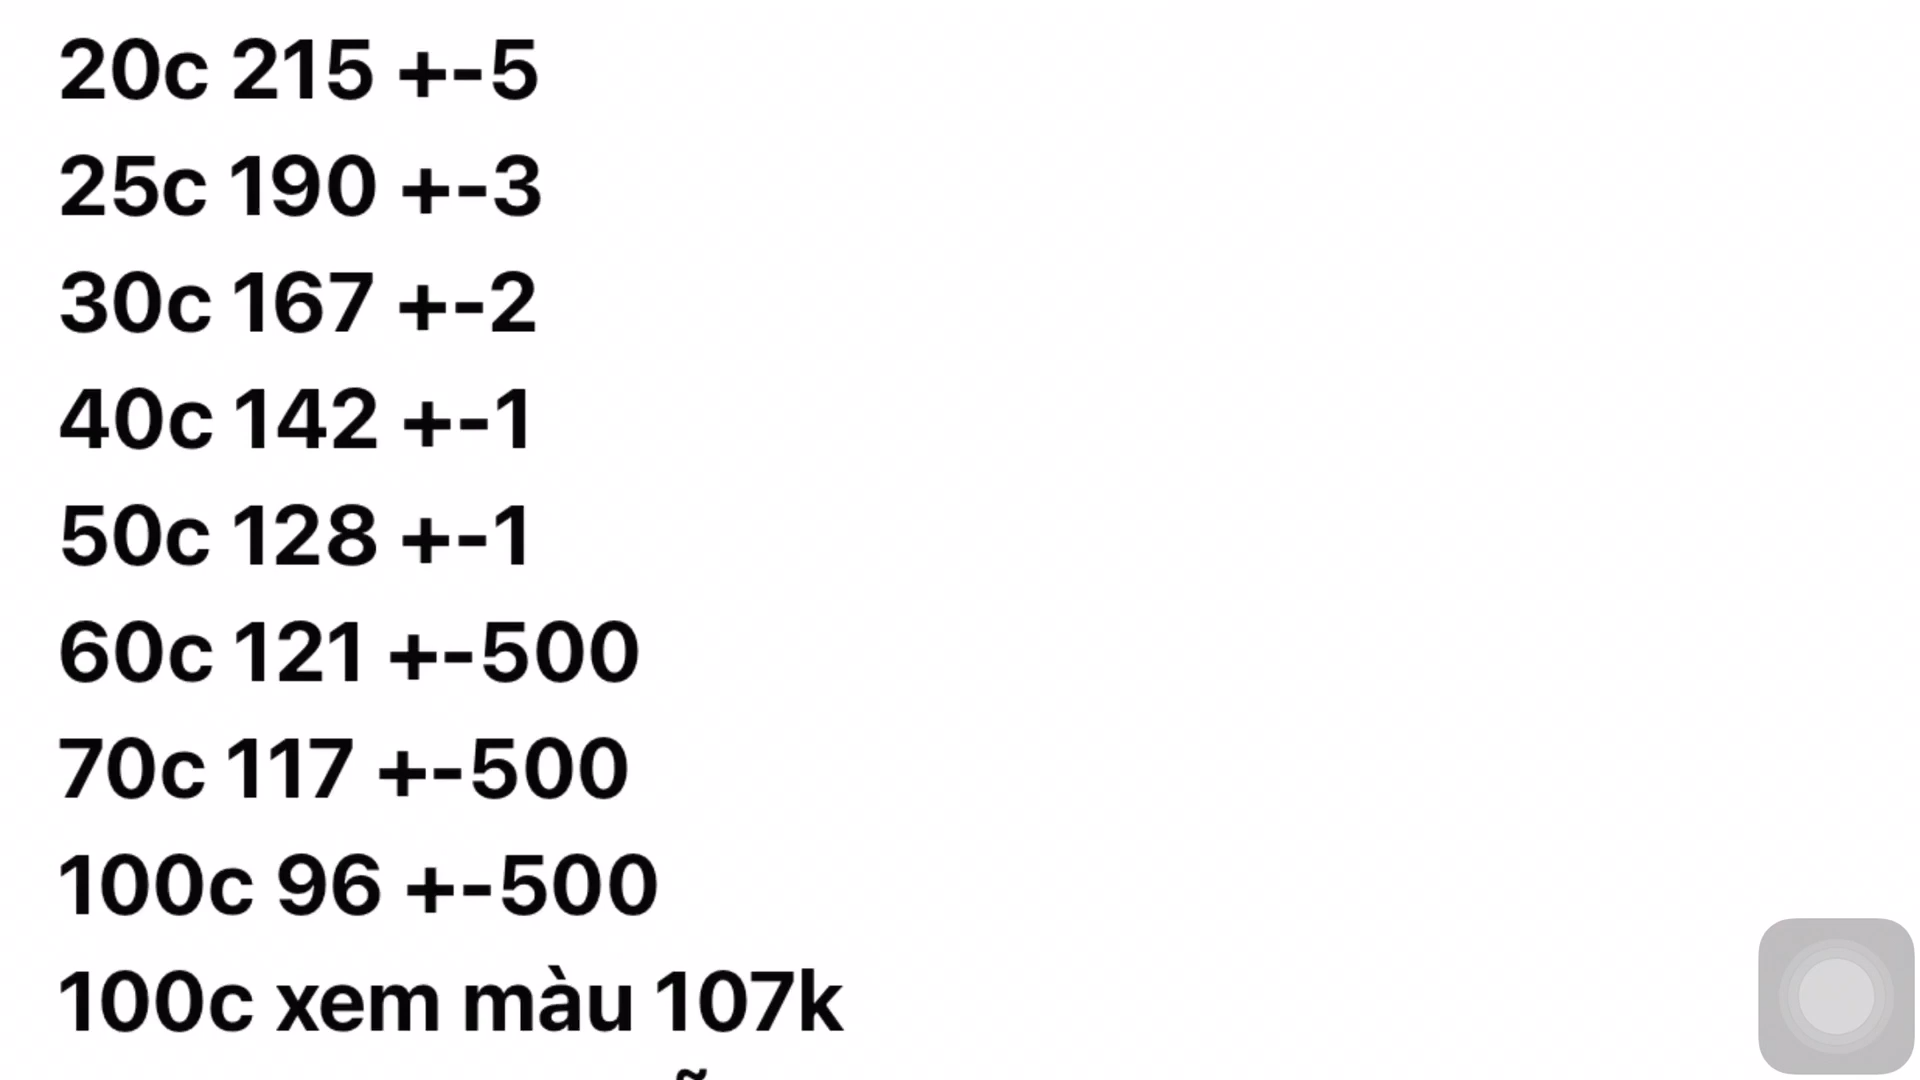 20c 215 +-5
25c 190 +-3
30c 167 +-2
40c 142 +-1
50c 128 +-1
60c 121 +-500
70c 117 +-500
100c 96 +-500
100c xem màu 107k